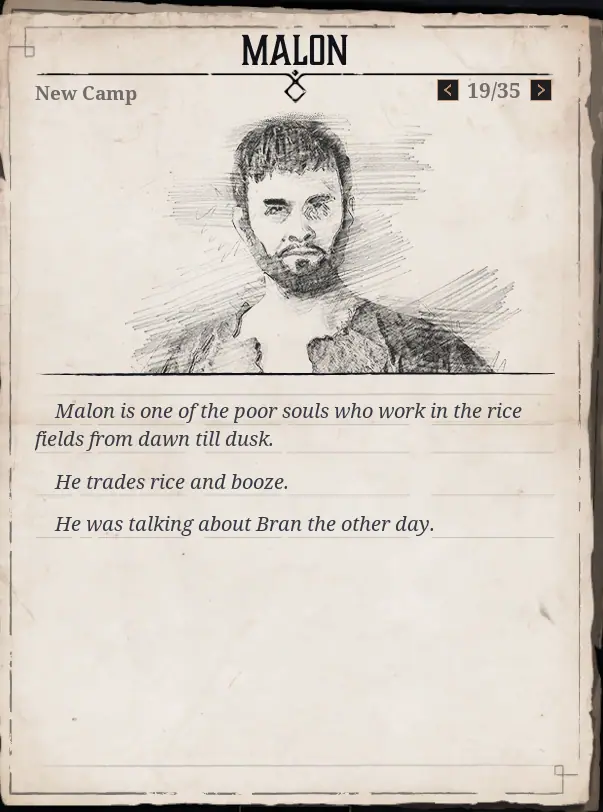 MALON
New Camp
19/35
Malon is one of the poor souls who work in the rice
fields from dawn till dusk.
He trades rice and booze.
He was talking about Bran the other day.